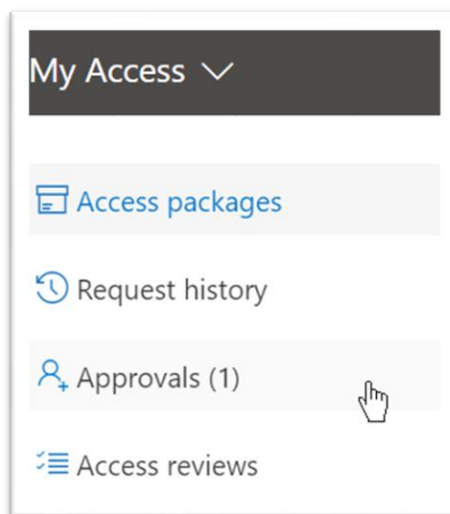 My Access
Access packages
Request history
Approvals (1)
Access reviews